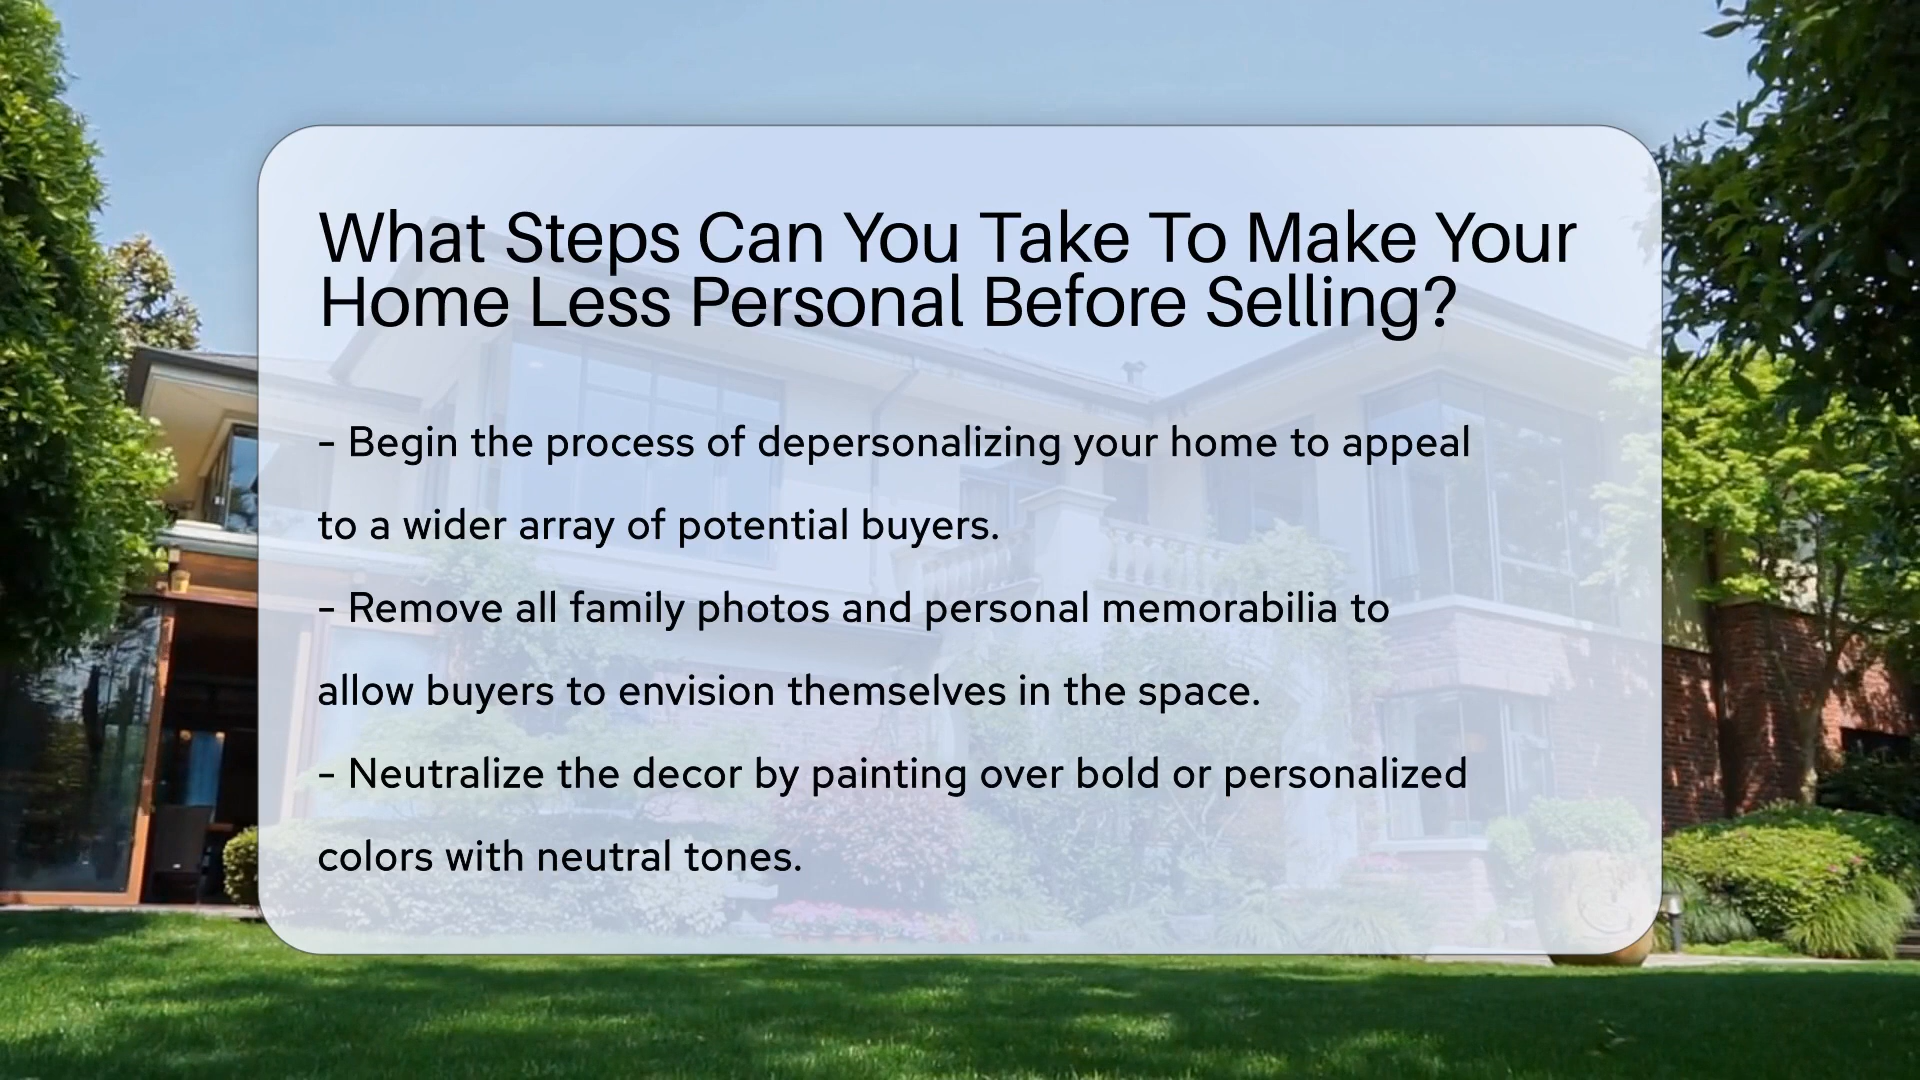 What Steps Can You Take To Make Your
Home Less Personal Before Selling?
- Begin the process of depersonalizing your home to appeal
to a wider array of potential buyers.
- Remove all family photos and personal memorabilia to
allow buyers to envision themselves in the space.
- Neutralize the decor by painting over bold or personalized
colors with neutral tones.